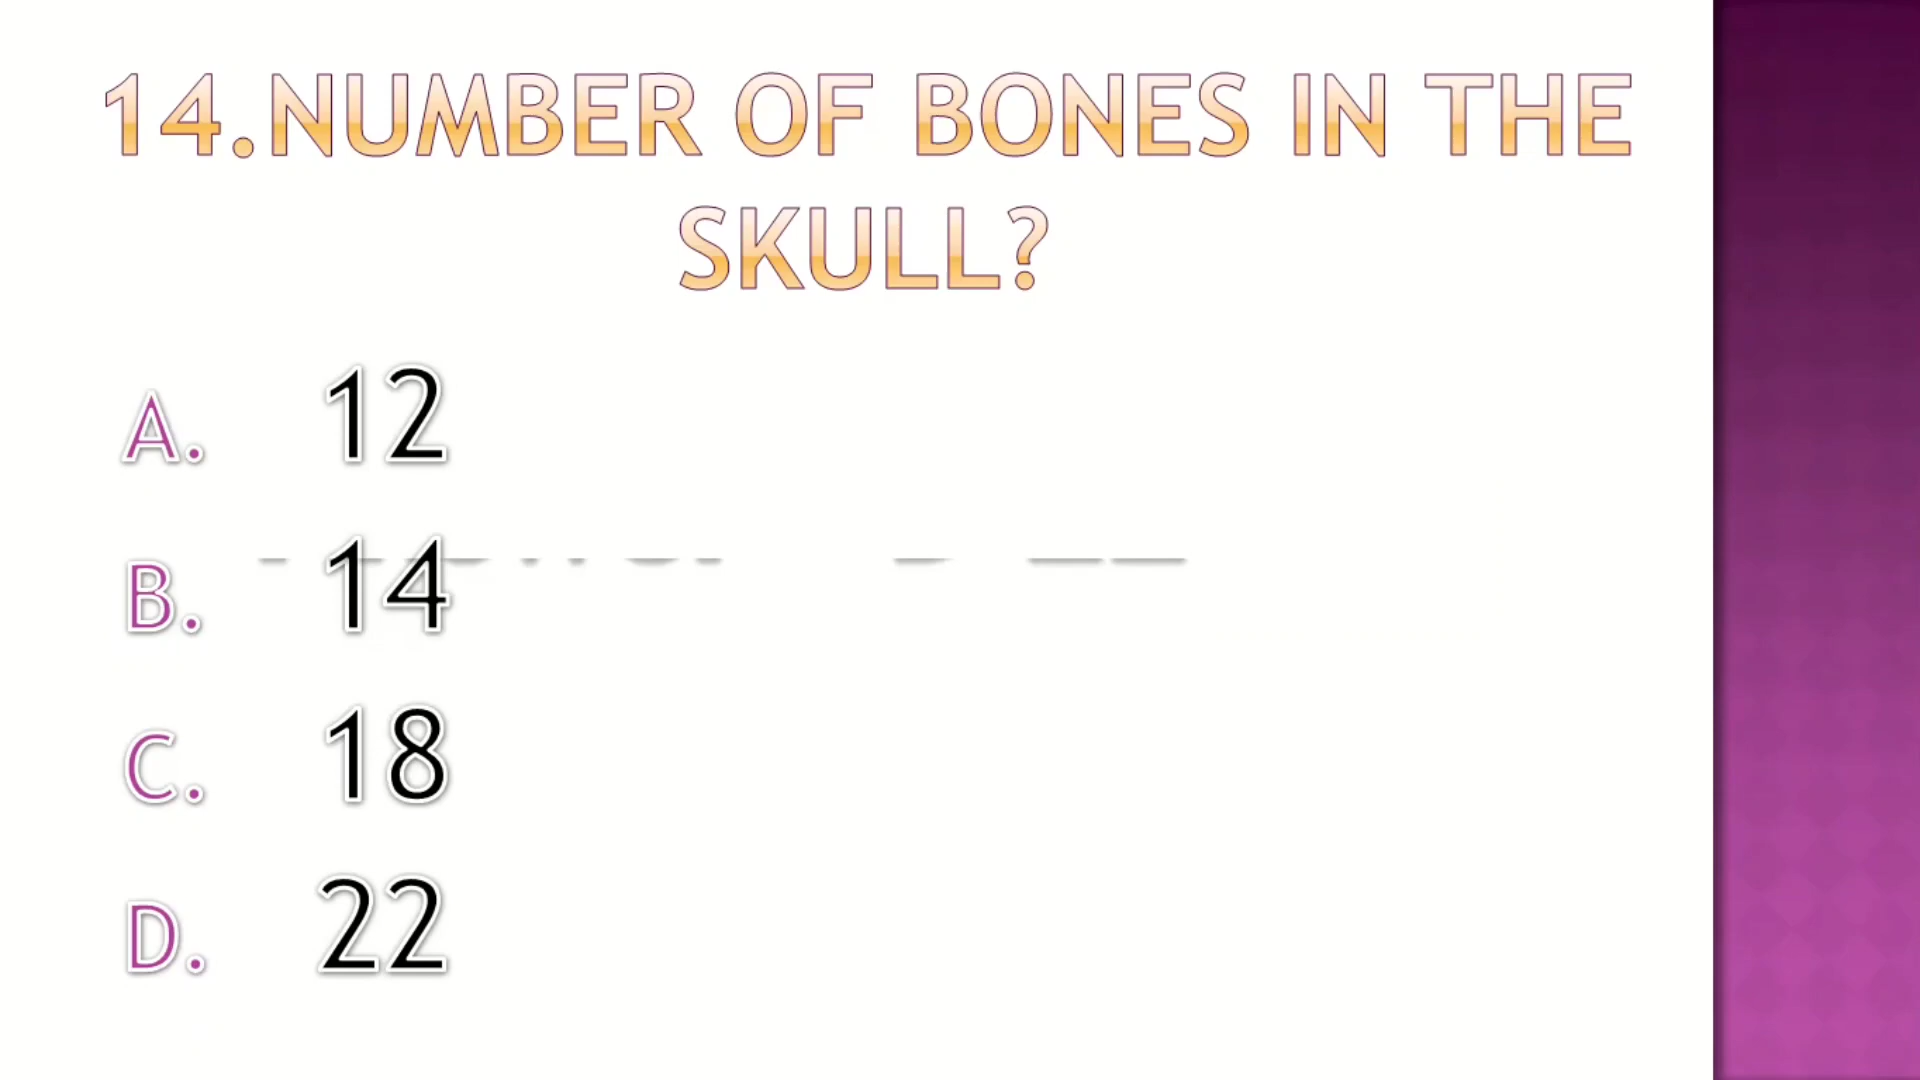 14.NUMBER OF BONES IN THE
SKULL?
A. 12
B. 14
C. 18
D. 22